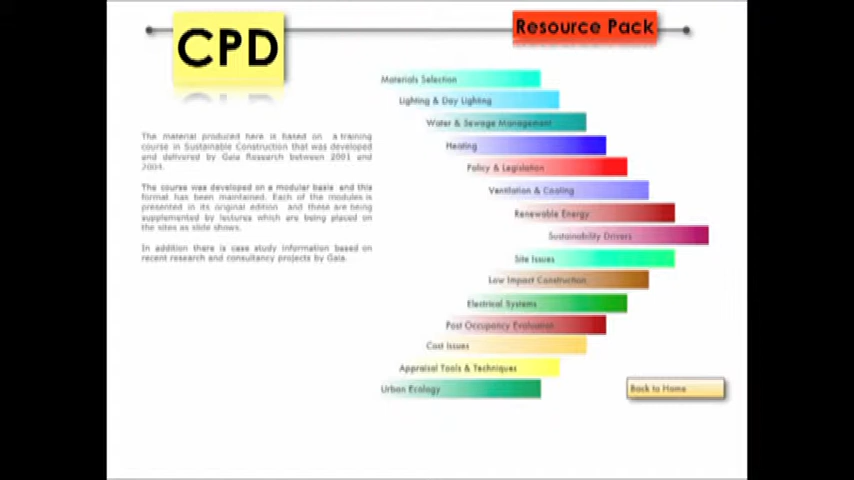 CPD
Resource Pack
The material produced here is based on a training
course in Sustainable Construction that was developed
and delivered by Gaia Research between 2001 and
2004.
The course was developed on a modular basis and this
format has been maintained. Each of the modules is
presented in its original edition and these are being
supplemented by lectures which are being placed on
the sites as slide shows.
In addition there is case study information based on
recent research and consultancy projects by Gaia.
Materials Selection
Lighting & Day Lighting
Water & Sewage Management
Heating
Policy & Legislation
Ventilation & Cooling
Renewable Energy
Sustainability Drivers
Site Issues
Low Impact Construction
Electrical Systems
Post Occupancy Evaluation
Cost Issues
Appraisal Tools & Techniques
Urban Ecology
Back to Home